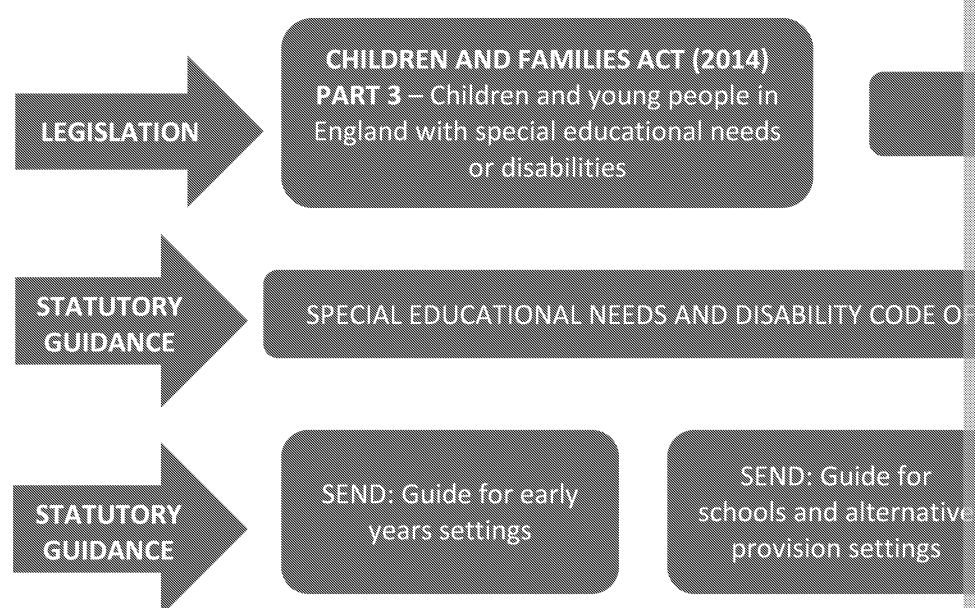 LEGISLATION
CHILDREN AND FAMILIES ACT (2014)
PART 3 – Children and young people in
England with special educational needs
or disabilities
STATUTORY
GUIDANCE
SPECIAL EDUCATIONAL NEEDS AND DISABILITY CODE OF
STATUTORY
GUIDANCE
SEND: Guide for early
years settings
SEND: Guide for
schools and alternative
provision settings